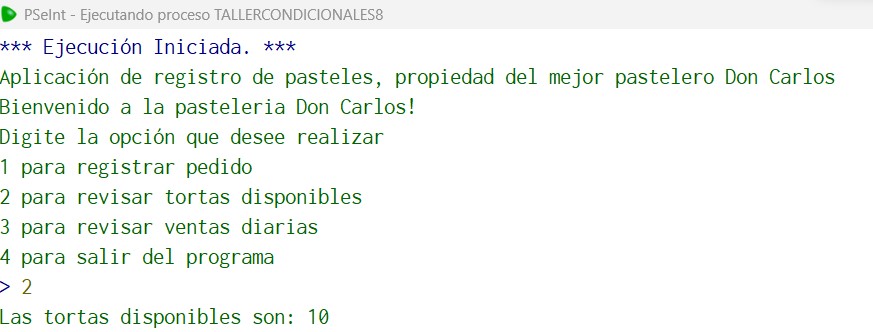 PSeInt - Ejecutando proceso TALLERCONDICIONALES8
*** Ejecución Iniciada. ***
Aplicación de registro de pasteles, propiedad del mejor pastelero Don Carlos
Bienvenido a la pasteleria Don Carlos!
Digite la opción que desee realizar
1 para registrar pedido
2 para revisar tortas disponibles
3 para revisar ventas diarias
4 para salir del programa
> 2
Las tortas disponibles son: 10